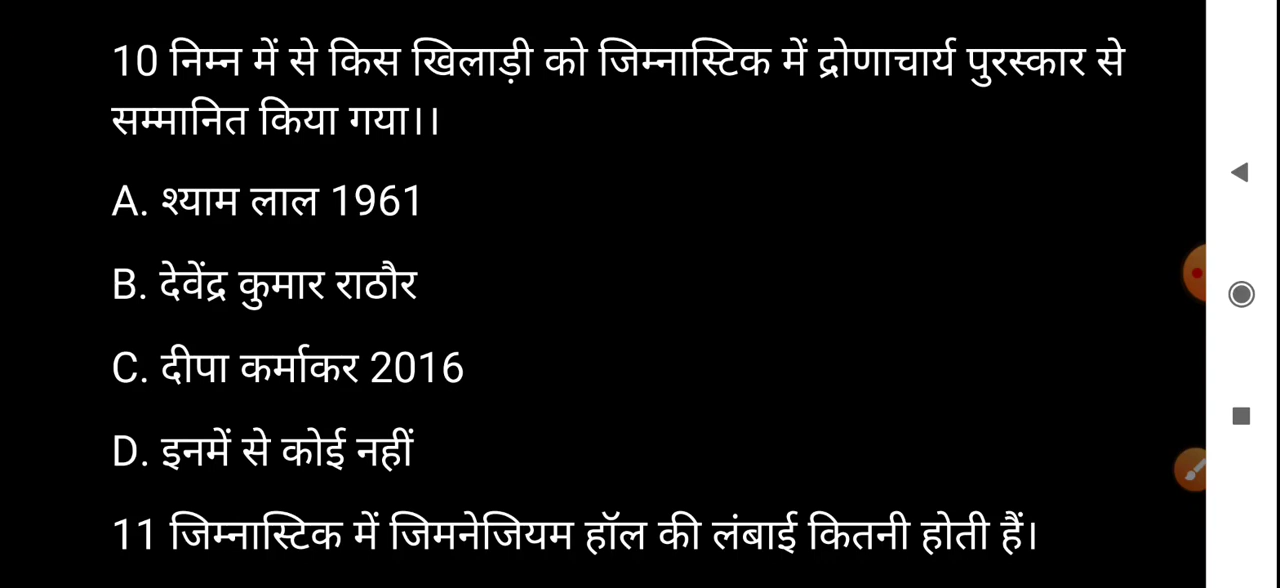 10 निम्न में से किस खिलाड़ी को जिम्नास्टिक में द्रोणाचार्य पुरस्कार से
सम्मानित किया गया।।
A. श्याम लाल 1961
B. देवेंद्र कुमार राठौर
C. दीपा कर्माकर 2016
D. इनमें से कोई नहीं
11 जिम्नास्टिक में जिमनेजियम हॉल की लंबाई कितनी होती हैं।